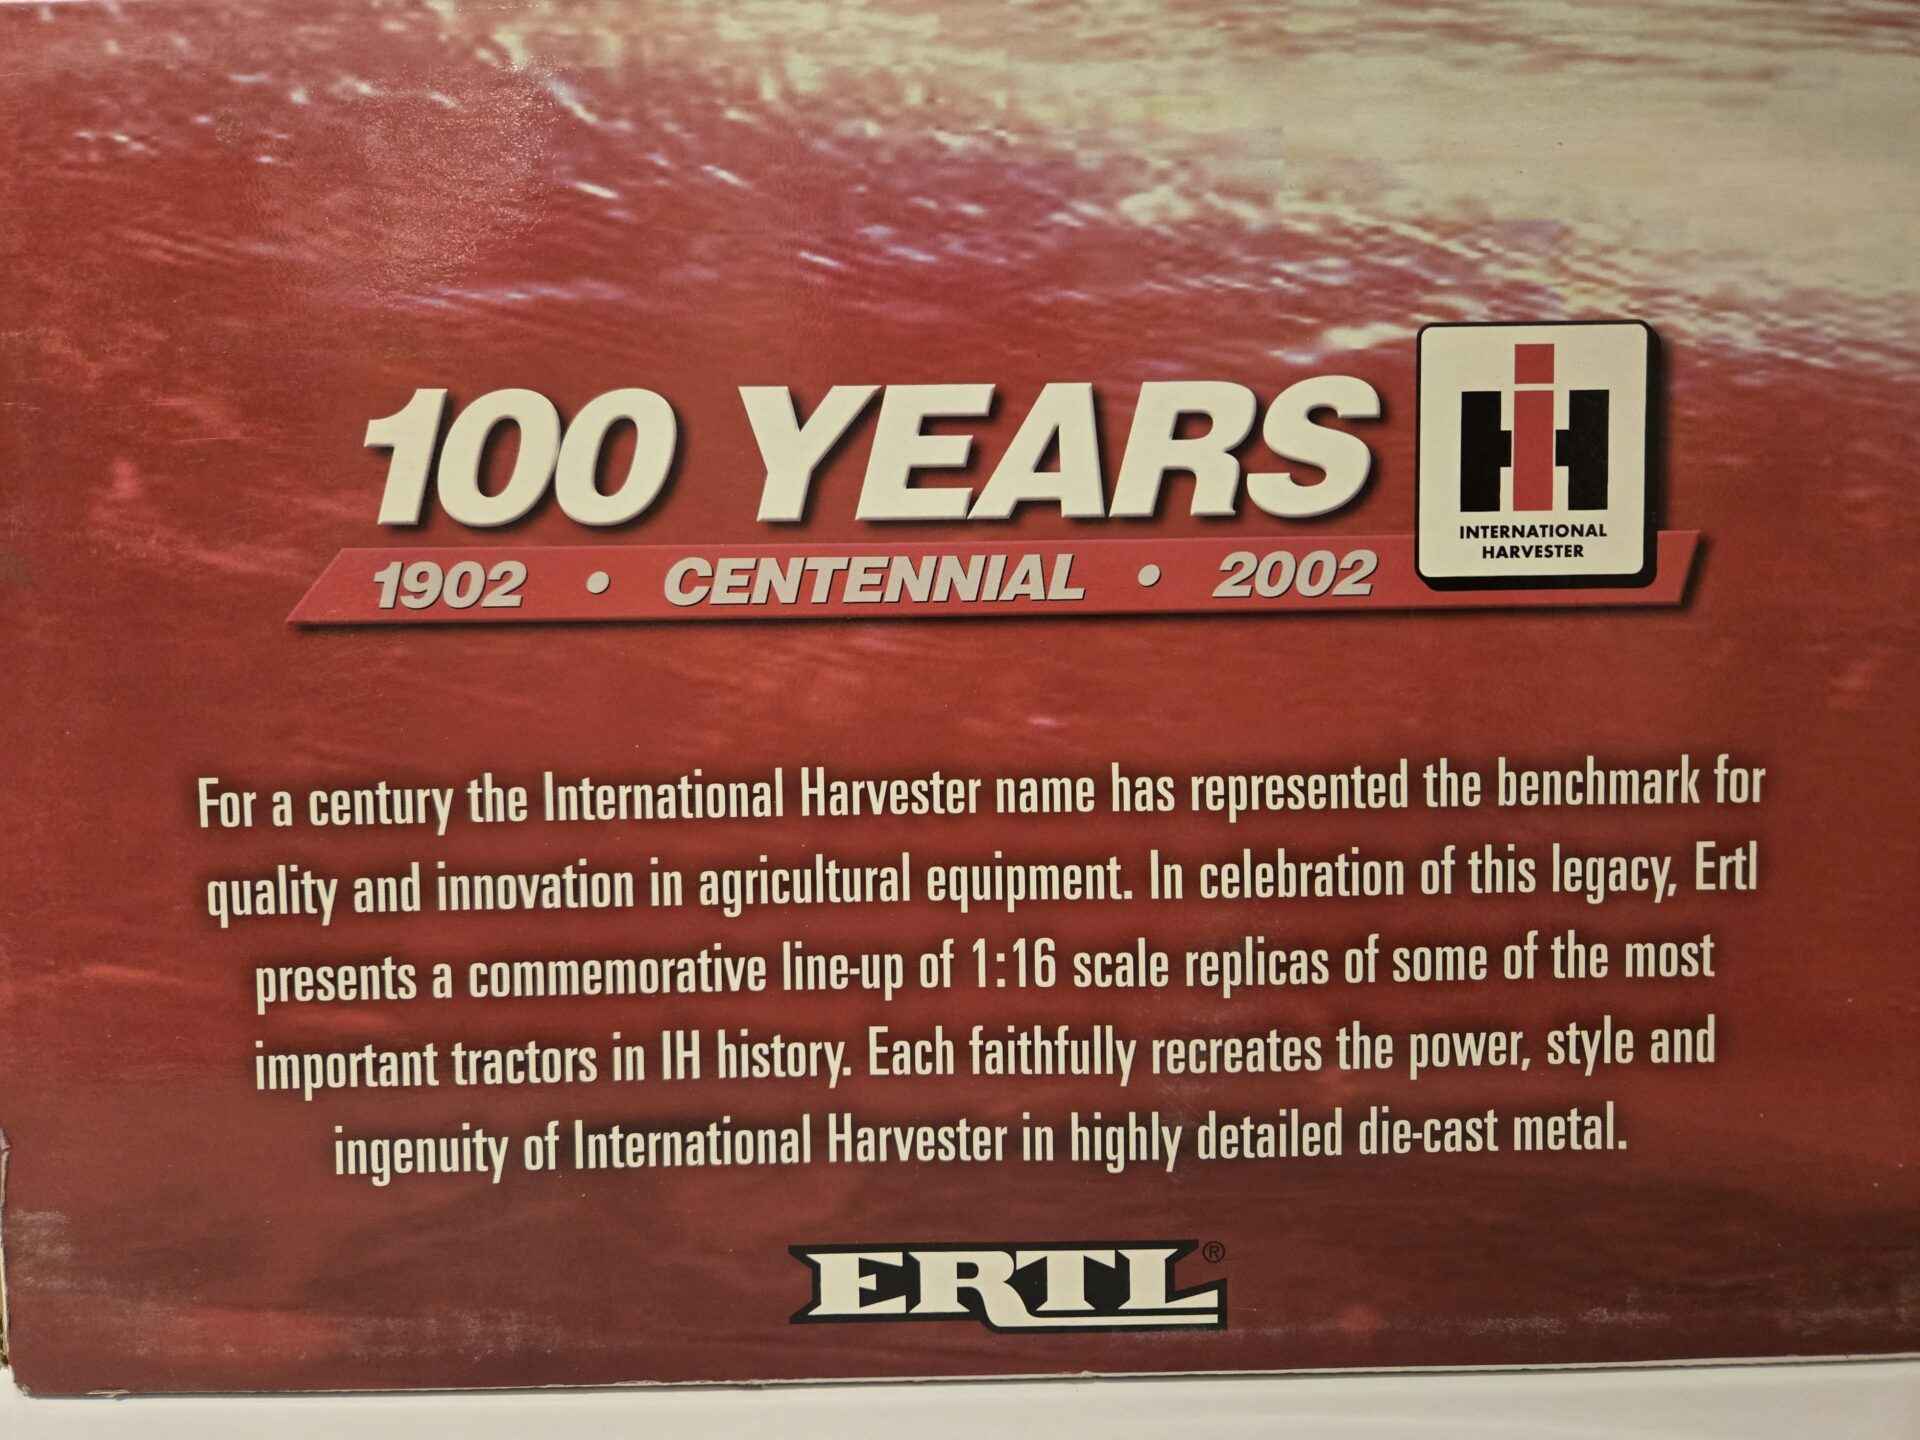 100 YEARS
1902 • CENTENNIAL • 2002
IH
INTERNATIONAL
HARVESTER
For a century the International Harvester name has represented the benchmark for
quality and innovation in agricultural equipment. In celebration of this legacy, Ertl
presents a commemorative line-up of 1:16 scale replicas of some of the most
important tractors in IH history. Each faithfully recreates the power, style and
ingenuity of International Harvester in highly detailed die-cast metal.
ERTL®